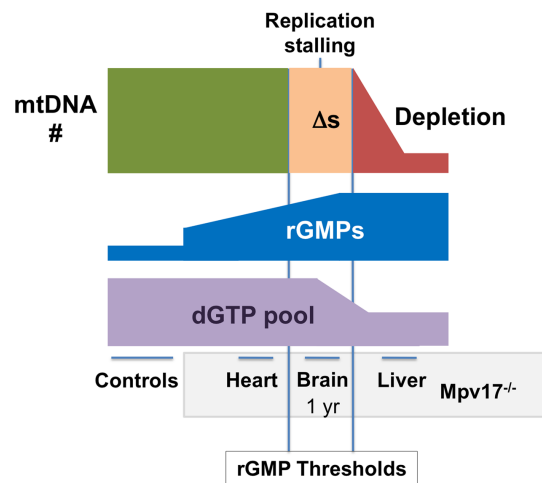 Replication
stalling
mtDNA
#
Δs
Depletion
rGMPs
dGTP pool
Controls
Heart
Brain
1 yr
Liver
Mpv17-/-
rGMP Thresholds